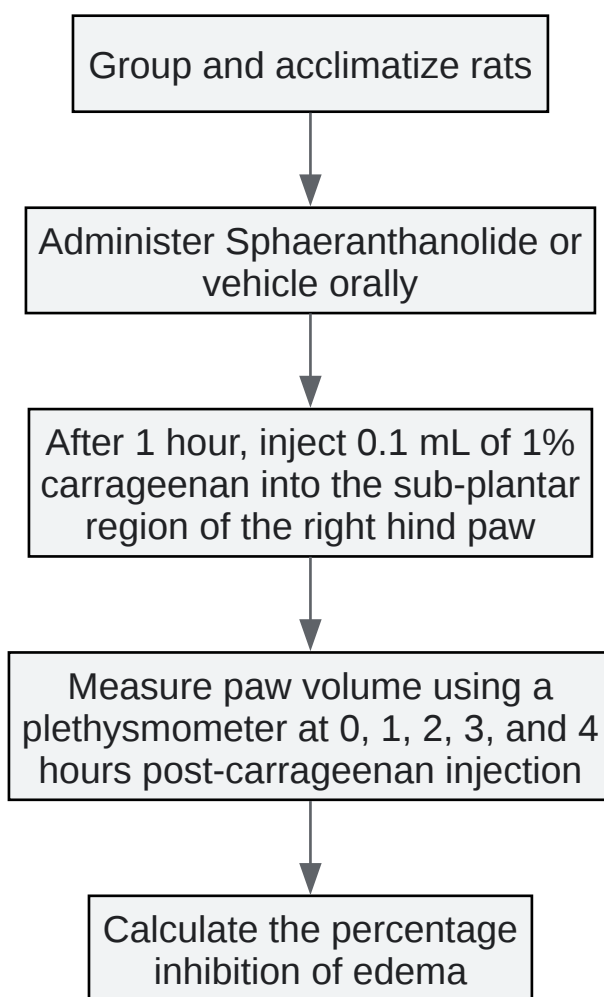 Group and acclimatize rats
Administer Sphaeranthanolide or
vehicle orally
After 1 hour, inject 0.1 mL of 1%
carrageenan into the sub-plantar
region of the right hind paw
Measure paw volume using a
plethysmometer at 0, 1, 2, 3, and 4
hours post-carrageenan injection
Calculate the percentage
inhibition of edema